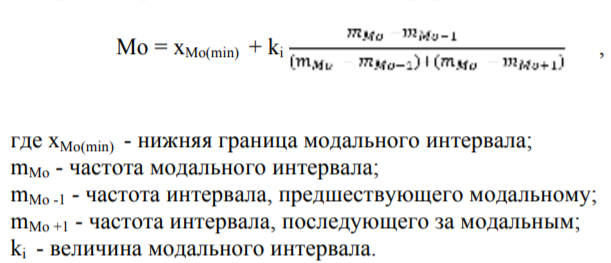 Mo = xMo(min) + ki (mMo − mMo−1) / ((mMo − mMo−1) + (mMo − mMo+1)) ,
где xMo(min) - нижняя граница модального интервала;
mMo - частота модального интервала;
mMo -1 - частота интервала, предшествующего модальному;
mMo +1 - частота интервала, последующего за модальным;
ki - величина модального интервала.